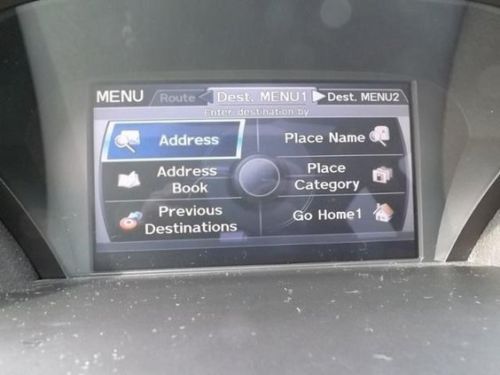 MENU Route Dest. MENU1 Dest. MENU2
Enter destination by
Address
Place Name
Address
Book
Place
Category
Previous
Destinations
Go Home1